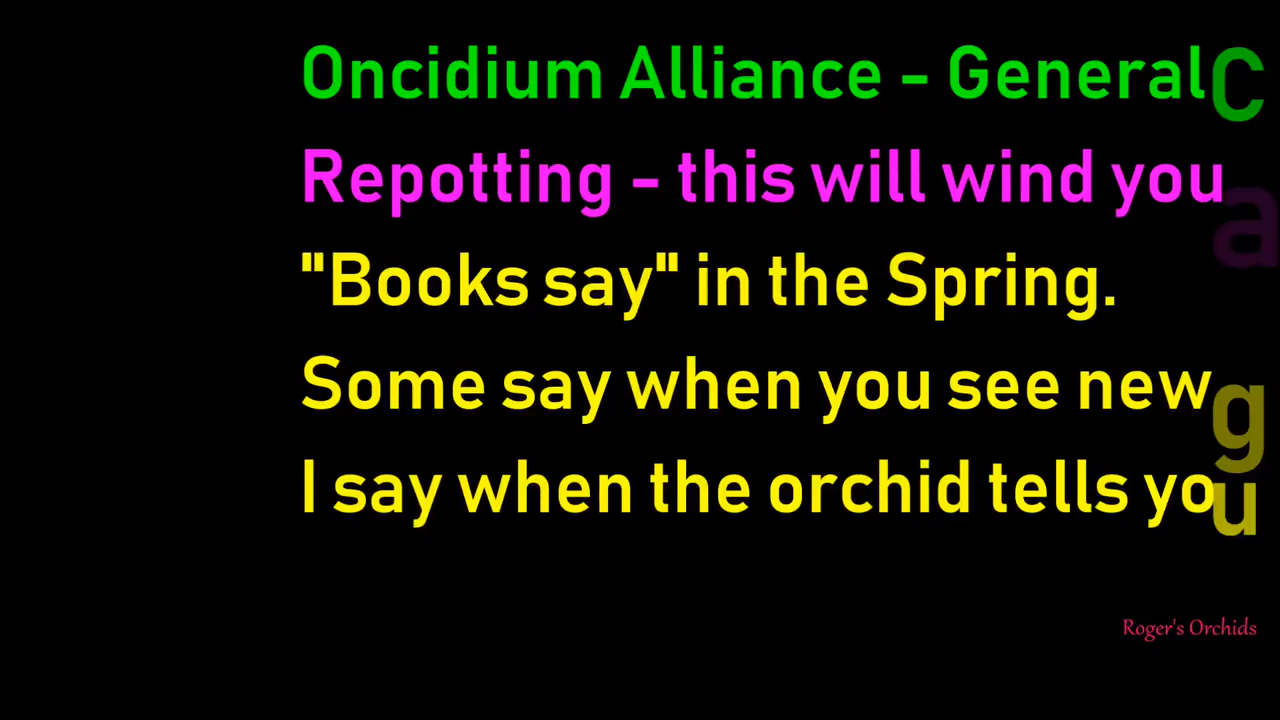 Oncidium Alliance - General C
Repotting - this will wind you a
"Books say" in the Spring.
Some say when you see new g
I say when the orchid tells you
Roger's Orchids